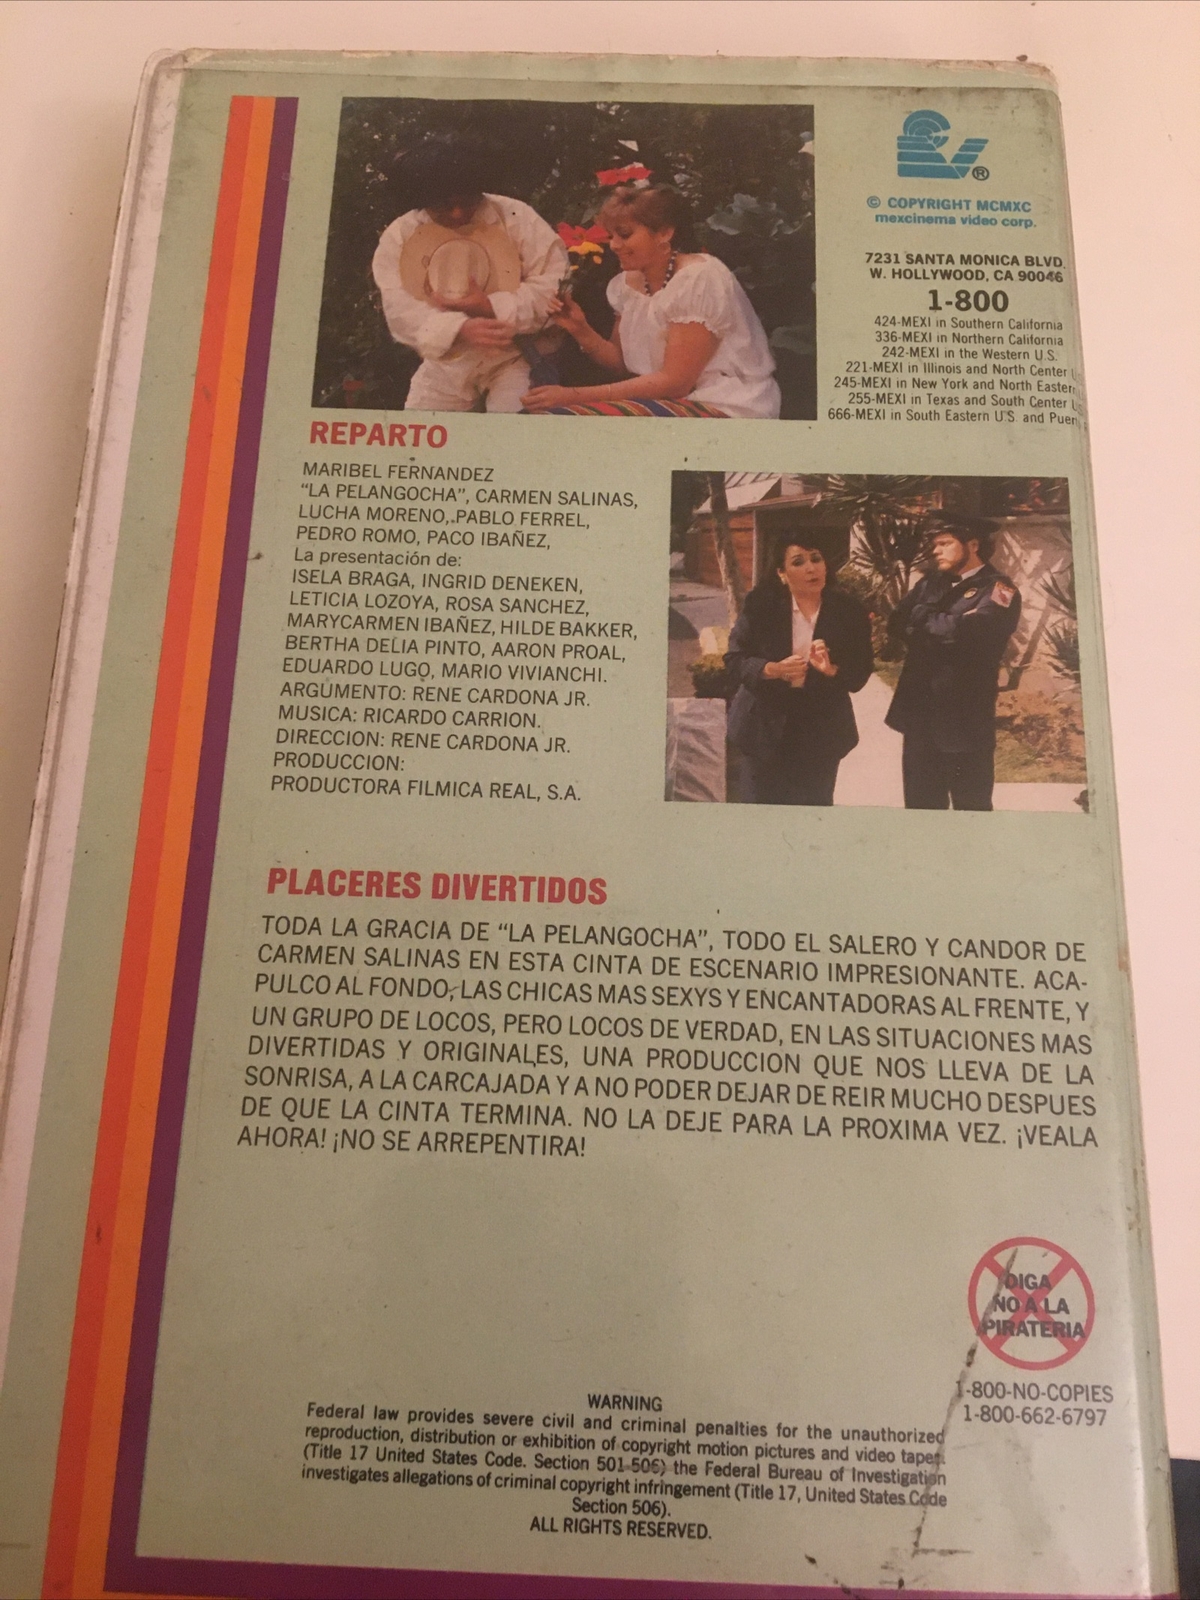 ®
© COPYRIGHT MCMXC
mexcinema video corp.
7231 SANTA MONICA BLVD.
W. HOLLYWOOD, CA 90046
1-800
424-MEXI in Southern California
336-MEXI in Northern California
242-MEXI in the Western U.S.
221-MEXI in Illinois and North Center
245-MEXI in New York and North Eastern
255-MEXI in Texas and South Center
666-MEXI in South Eastern U.S. and
REPARTO
MARIBEL FERNANDEZ
"LA PELANGOCHA", CARMEN SALINAS,
LUCHA MORENO, PABLO FERREL,
PEDRO ROMO, PACO IBAÑEZ,
La presentación de:
ISELA BRAGA, INGRID DENEKEN,
LETICIA LOZOYA, ROSA SANCHEZ,
MARYCARMEN IBAÑEZ, HILDE BAKKER,
BERTHA DELIA PINTO, AARON PROAL,
EDUARDO LUGO, MARIO VIVIANCHI.
ARGUMENTO: RENE CARDONA JR.
MUSICA: RICARDO CARRION.
DIRECCION: RENE CARDONA JR.
PRODUCCION:
PRODUCTORA FILMICA REAL, S.A.
PLACERES DIVERTIDOS
TODA LA GRACIA DE "LA PELANGOCHA", TODO EL SALERO Y CANDOR DE
CARMEN SALINAS EN ESTA CINTA DE ESCENARIO IMPRESIONANTE. ACA-
PULCO AL FONDO, LAS CHICAS MAS SEXYS Y ENCANTADORAS AL FRENTE, Y
UN GRUPO DE LOCOS, PERO LOCOS DE VERDAD, EN LAS SITUACIONES MAS
DIVERTIDAS Y ORIGINALES, UNA PRODUCCION QUE NOS LLEVA DE LA
SONRISA, A LA CARCAJADA Y A NO PODER DEJAR DE REIR MUCHO DESPUES
DE QUE LA CINTA TERMINA. NO LA DEJE PARA LA PROXIMA VEZ. ¡VEALA
AHORA! ¡NO SE ARREPENTIRA!
DIGA
NO A LA
PIRATERIA
1-800-NO-COPIES
1-800-662-6797
WARNING
Federal law provides severe civil and criminal penalties for the unauthorized
reproduction, distribution or exhibition of copyright motion pictures and video tapes.
(Title 17 United States Code. Section 501-506) the Federal Bureau of Investigation
investigates allegations of criminal copyright infringement (Title 17, United States Code
Section 506).
ALL RIGHTS RESERVED.